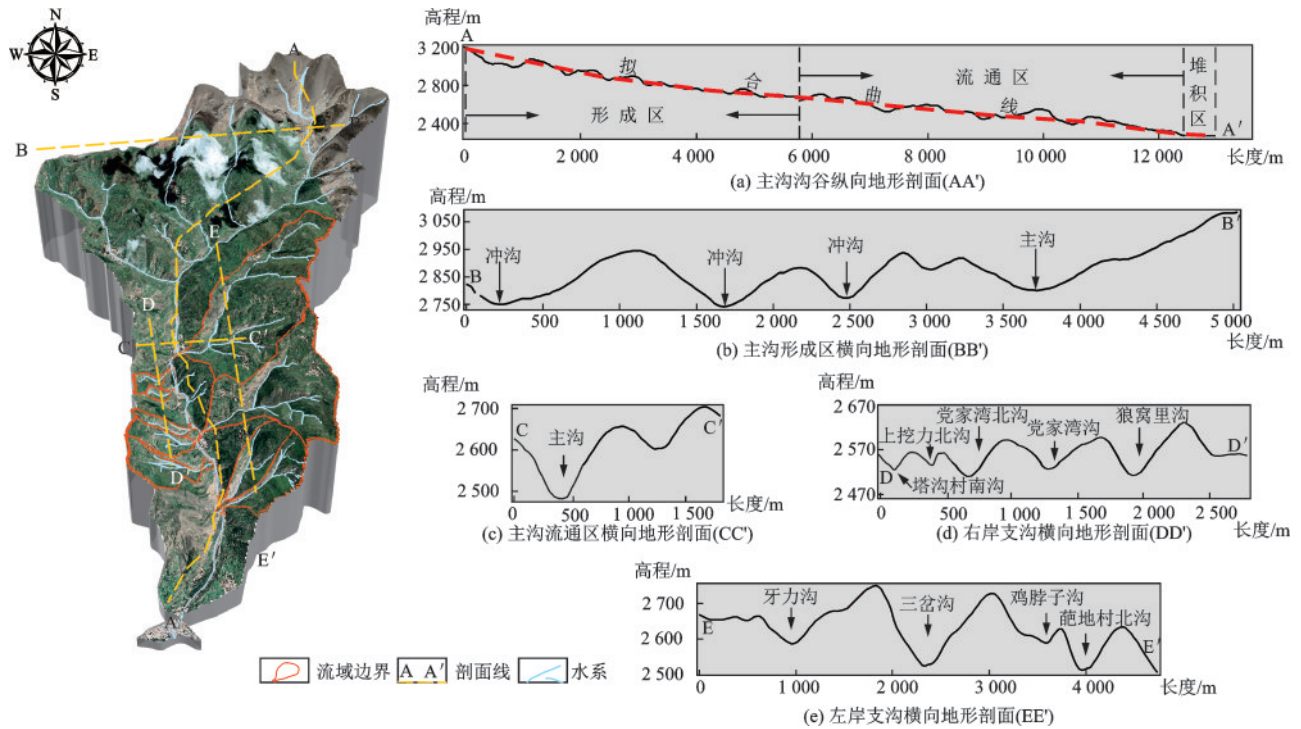 N
W E
S
A
B
B'
E
D
C C'
D'
E'
A'
高程/m
A
3 200
2 800
2 400
拟 合 曲 线
形成区
流通区
堆积区
A'
0 2 000 4 000 6 000 8 000 10 000 12 000
长度/m
(a) 主沟沟谷纵向地形剖面(AA')
高程/m
3 050
2 950
2 850
2 750
B
冲沟
冲沟
冲沟
主沟
B'
0 500 1 000 1 500 2 000 2 500 3 000 3 500 4 000 4 500 5 000
长度/m
(b) 主沟形成区横向地形剖面(BB')
高程/m
2 700
2 600
2 500
C
主沟
C'
0 500 1 000 1 500
长度/m
(c) 主沟流通区横向地形剖面(CC')
高程/m
2 670
2 570
2 470
党家湾北沟
狼窝里沟
上挖力北沟
党家湾沟
D
D'
塔沟村南沟
0 500 1 000 1 500 2 000 2 500
长度/m
(d) 右岸支沟横向地形剖面(DD')
高程/m
2 700
2 600
2 500
E
牙力沟
三岔沟
鸡脖子沟
葩地村北沟
E'
0 1 000 2 000 3 000 4 000
长度/m
(e) 左岸支沟横向地形剖面(EE')
流域边界
A A' 剖面线
水系